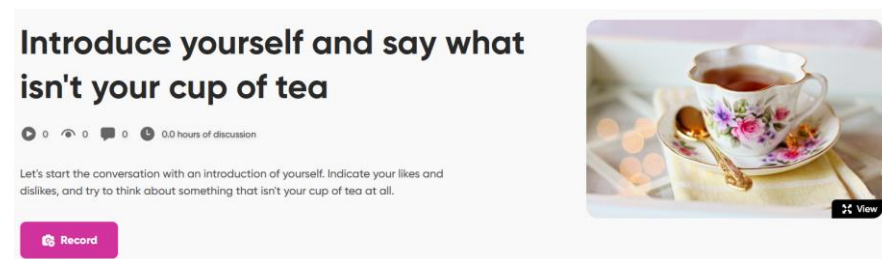 Introduce yourself and say what
isn't your cup of tea
0 0 0 0.0 hours of discussion
Let's start the conversation with an introduction of yourself. Indicate your likes and
dislikes, and try to think about something that isn't your cup of tea at all.
View
Record